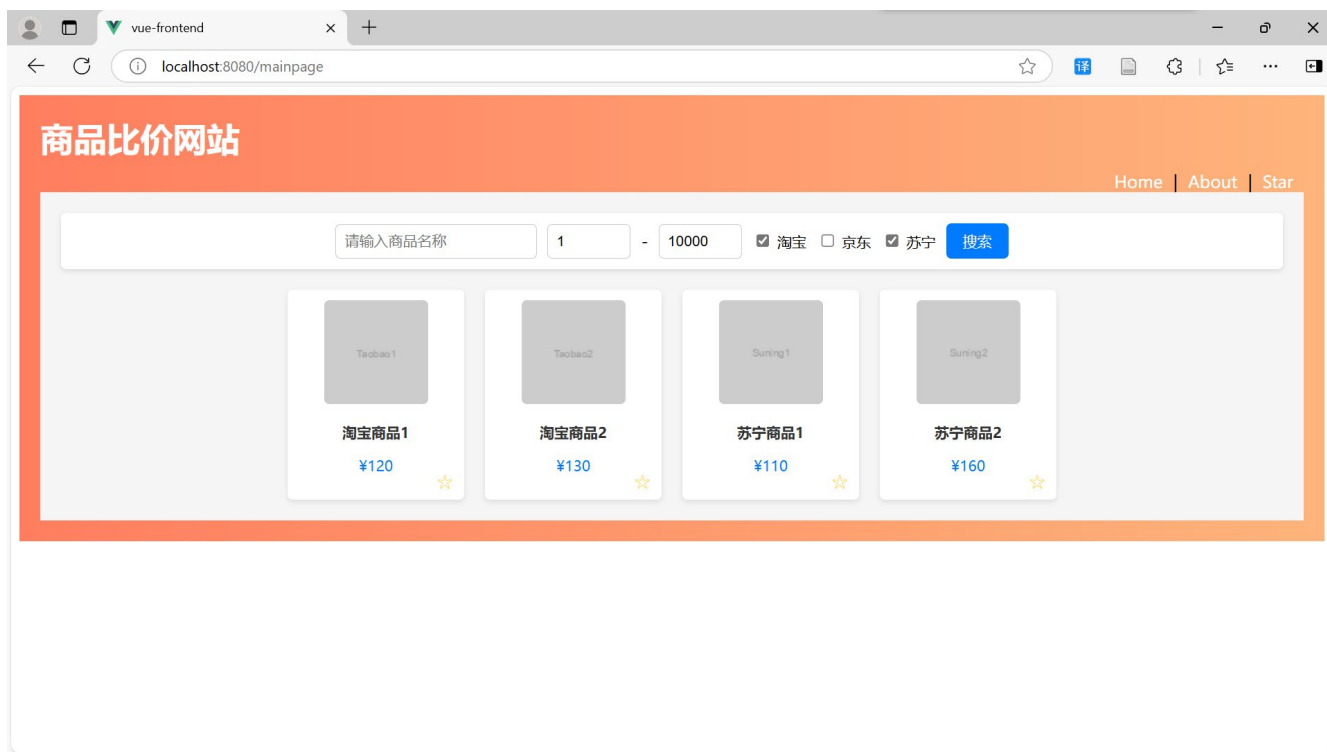 vue-frontend
localhost:8080/mainpage
译
商品比价网站
Home | About | Star
请输入商品名称 1 - 10000 淘宝 京东 苏宁 搜索
Taobao1 Taobao2 Suning1 Suning2
淘宝商品1 淘宝商品2 苏宁商品1 苏宁商品2
¥120 ¥130 ¥110 ¥160